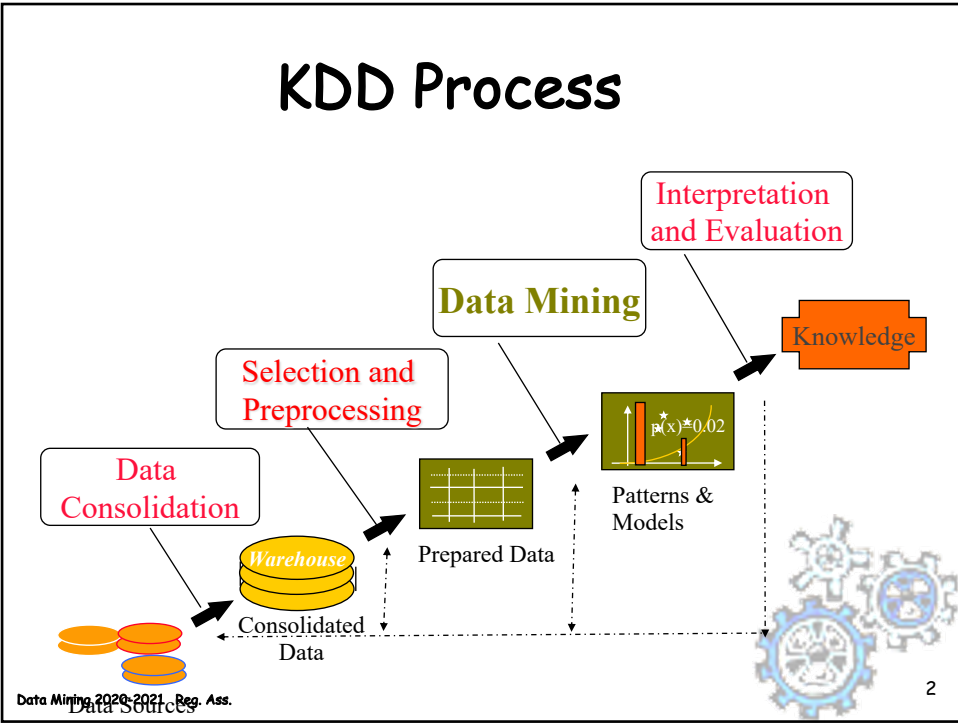 KDD Process
Interpretation
and Evaluation
Data Mining
Knowledge
Selection and
Preprocessing
p(x)=0.02
Data
Consolidation
Patterns &
Models
Prepared Data
Warehouse
Consolidated
Data
Data Sources
Data Mining 2020-2021 Reg. Ass.
2